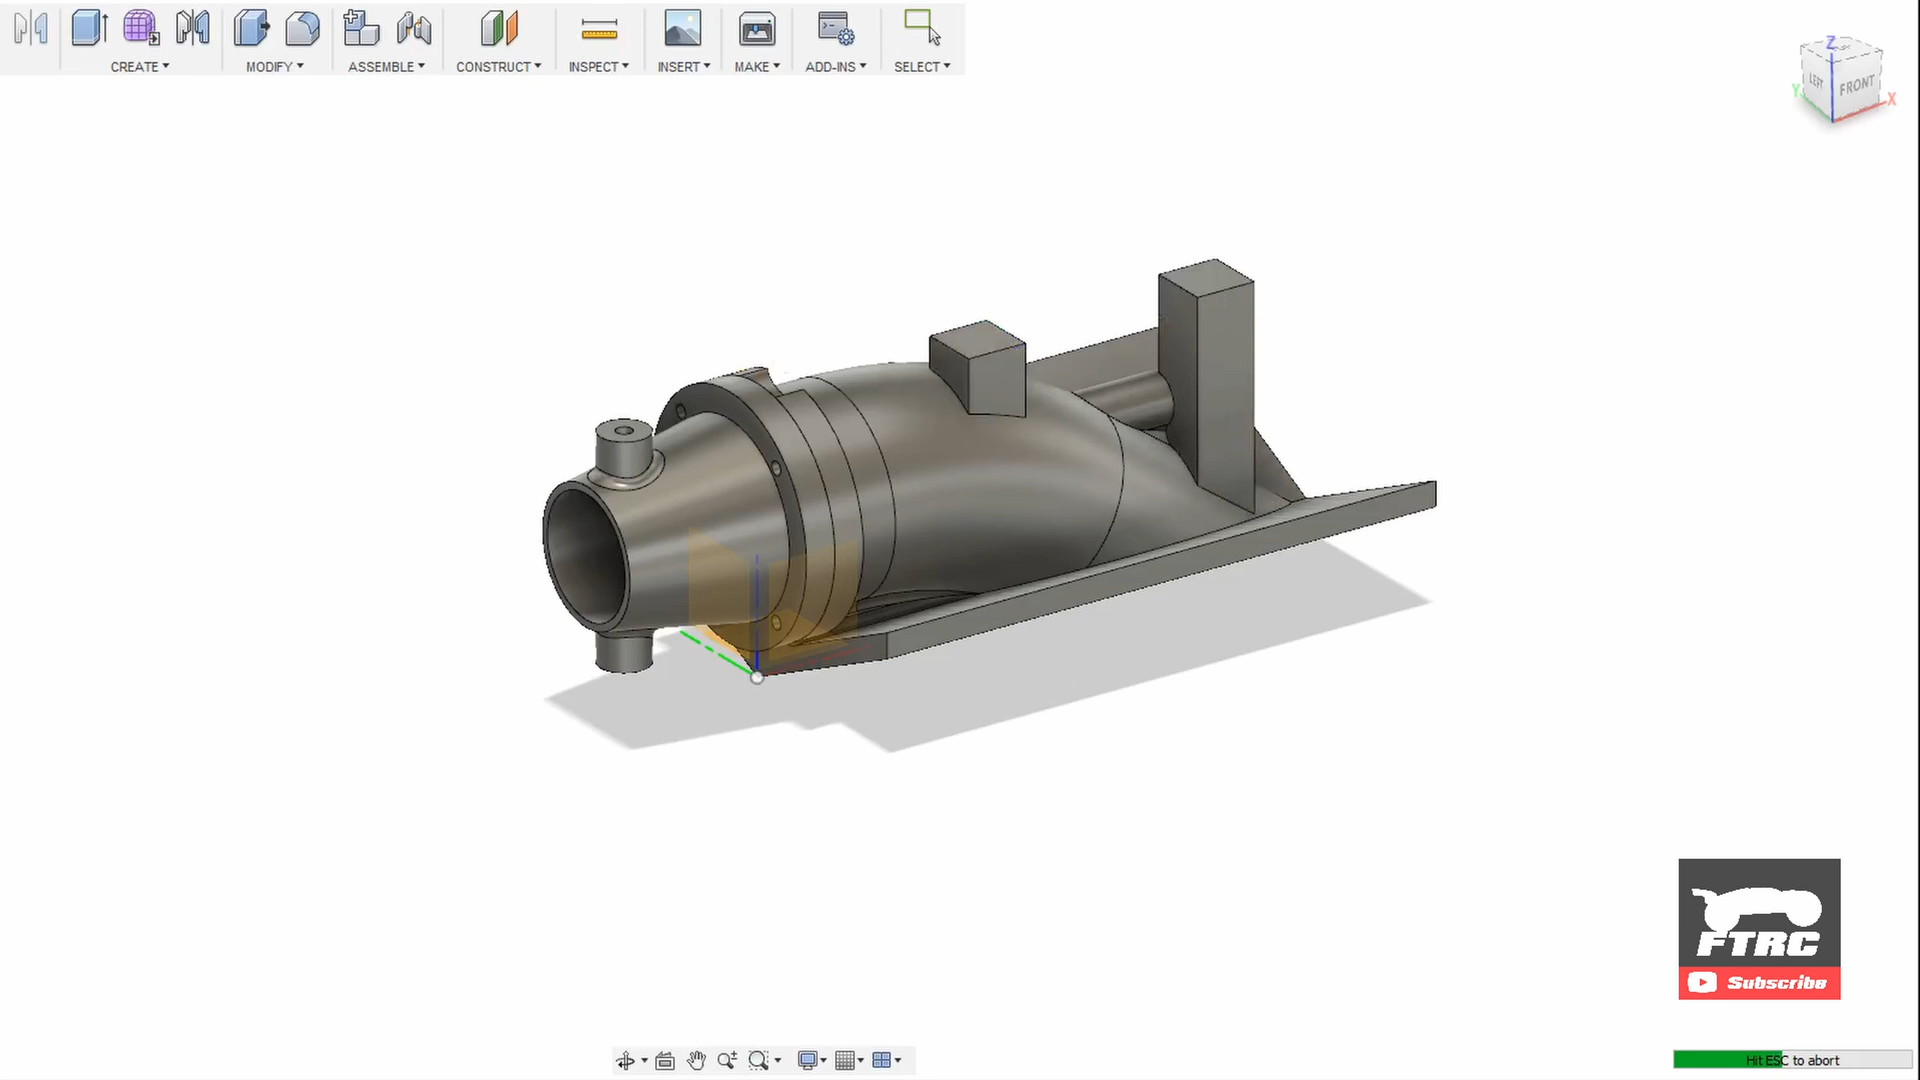 CREATE MODIFY ASSEMBLE CONSTRUCT INSPECT INSERT MAKE ADD-INS SELECT
Z
LEFT FRONT
Y X
FTRC
Subscribe
Hit ESC to abort